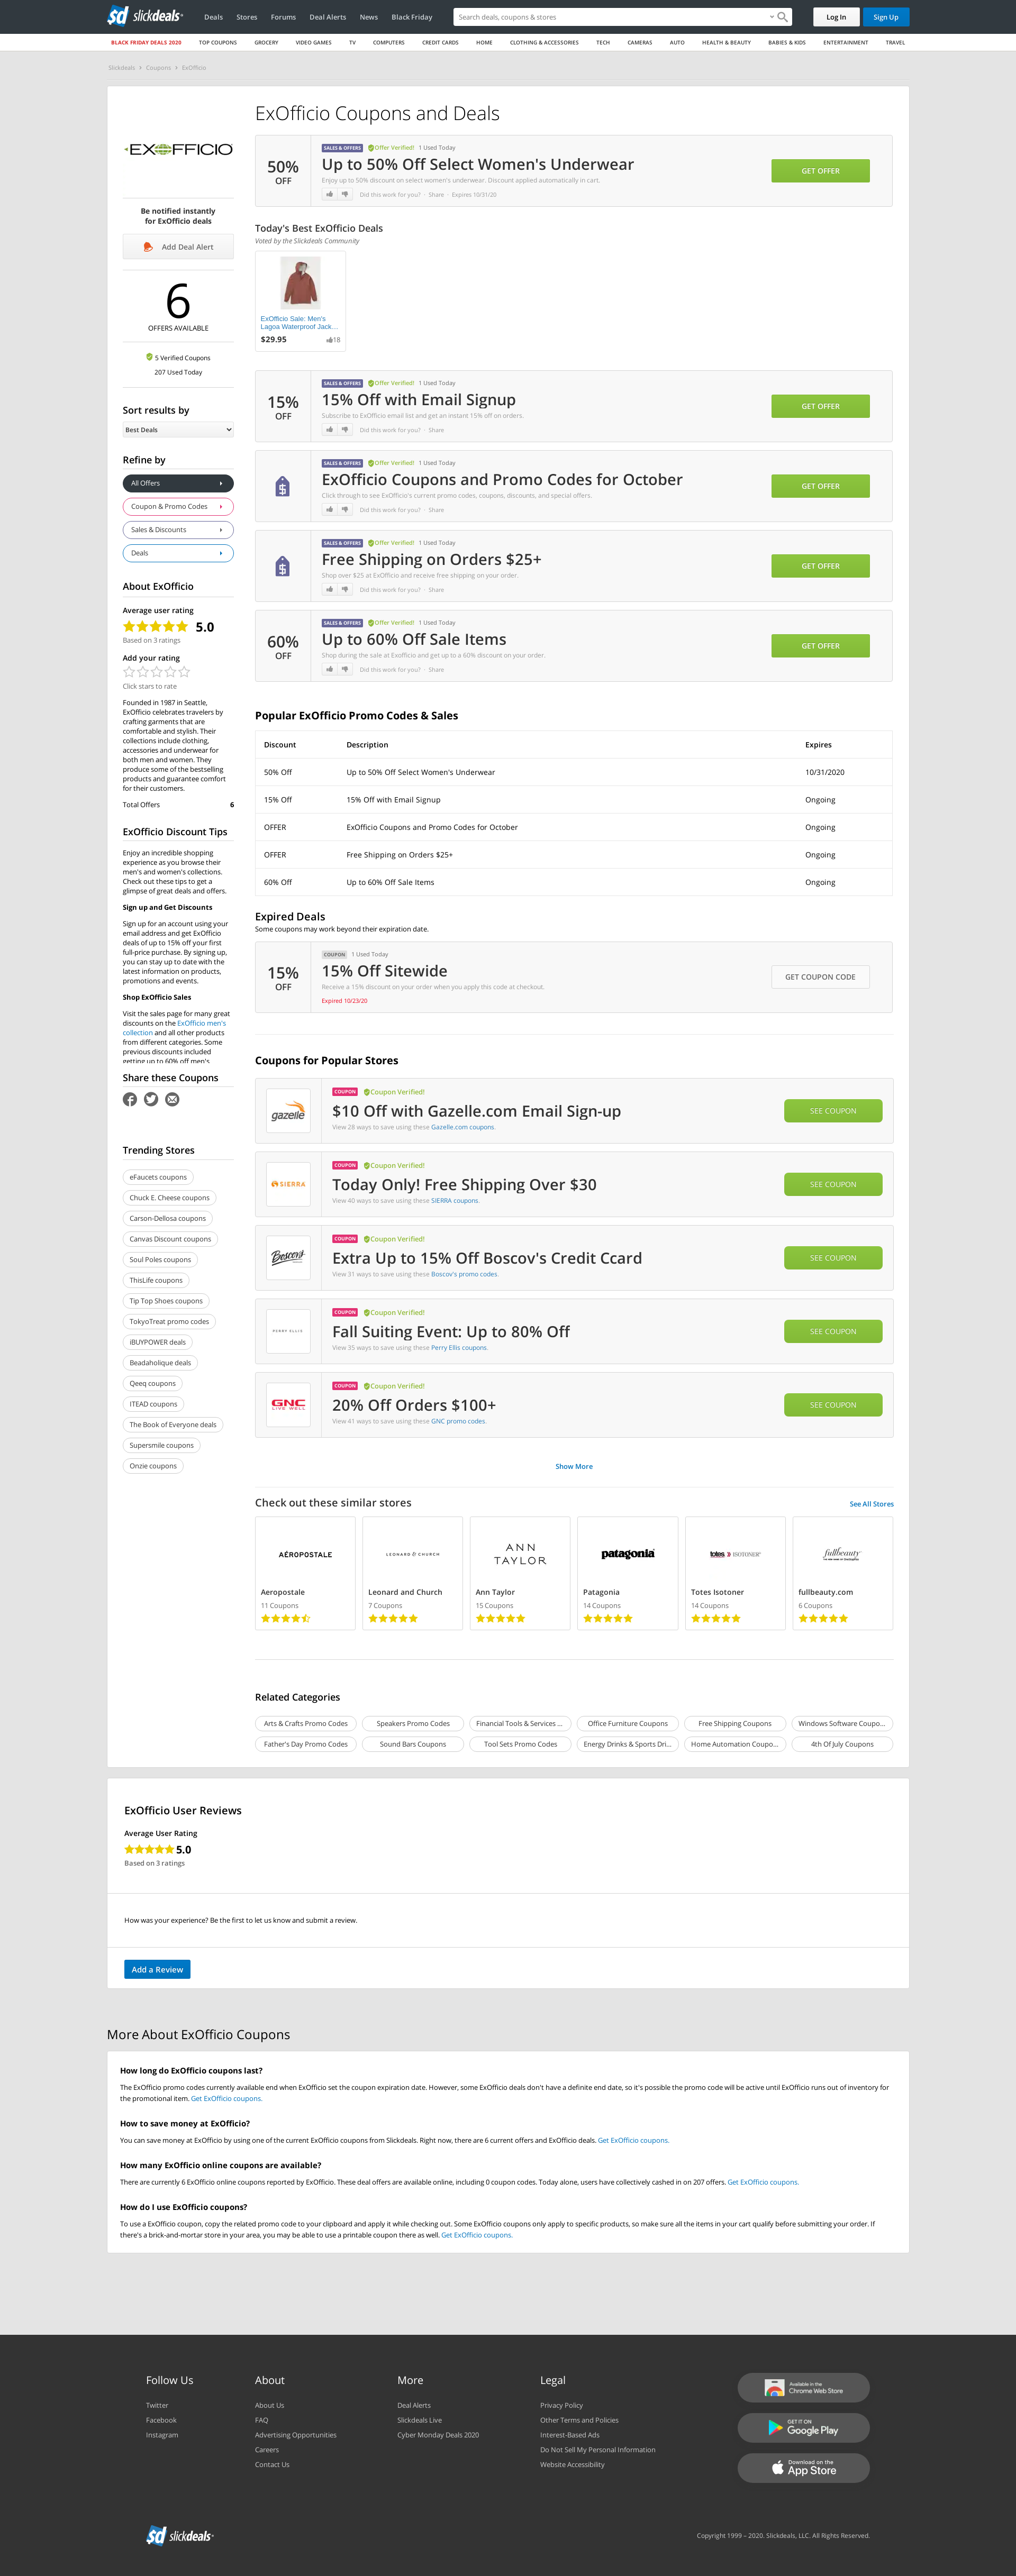 sd slickdeals
Deals Stores Forums Deal Alerts News Black Friday
Search deals, coupons & stores
Log In
Sign Up
BLACK FRIDAY DEALS 2020 TOP COUPONS GROCERY VIDEO GAMES TV COMPUTERS CREDIT CARDS HOME CLOTHING & ACCESSORIES TECH CAMERAS AUTO HEALTH & BEAUTY BABIES & KIDS ENTERTAINMENT TRAVEL
Slickdeals › Coupons › ExOfficio
EXOFFICIO
Be notified instantly
for ExOfficio deals
Add Deal Alert
6
OFFERS AVAILABLE
5 Verified Coupons
207 Used Today
Sort results by
Best Deals
Refine by
All Offers
Coupon & Promo Codes
Sales & Discounts
Deals
About ExOfficio
Average user rating
5.0
Based on 3 ratings
Add your rating
Click stars to rate
Founded in 1987 in Seattle,
ExOfficio celebrates travelers by
crafting garments that are
comfortable and stylish. Their
collections include clothing,
accessories and underwear for
both men and women. They
produce some of the bestselling
products and guarantee comfort
for their customers.
Total Offers 6
ExOfficio Discount Tips
Enjoy an incredible shopping
experience as you browse their
men's and women's collections.
Check out these tips to get a
glimpse of great deals and offers.
Sign up and Get Discounts
Sign up for an account using your
email address and get ExOfficio
deals of up to 15% off your first
full-price purchase. By signing up,
you can stay up to date with the
latest information on products,
promotions and events.
Shop ExOfficio Sales
Visit the sales page for many great
discounts on the ExOfficio men's
collection and all other products
from different categories. Some
previous discounts included
getting up to 60% off men's
Share these Coupons
Trending Stores
eFaucets coupons
Chuck E. Cheese coupons
Carson-Dellosa coupons
Canvas Discount coupons
Soul Poles coupons
ThisLife coupons
Tip Top Shoes coupons
TokyoTreat promo codes
iBUYPOWER deals
Beadaholique deals
Qeeq coupons
ITEAD coupons
The Book of Everyone deals
Supersmile coupons
Onzie coupons
ExOfficio Coupons and Deals
50%
OFF
SALES & OFFERS Offer Verified! 1 Used Today
Up to 50% Off Select Women's Underwear
Enjoy up to 50% discount on select women's underwear. Discount applied automatically in cart.
Did this work for you? · Share · Expires 10/31/20
GET OFFER
Today's Best ExOfficio Deals
Voted by the Slickdeals Community
ExOfficio Sale: Men's
Lagoa Waterproof Jack...
$29.95 18
15%
OFF
SALES & OFFERS Offer Verified! 1 Used Today
15% Off with Email Signup
Subscribe to ExOfficio email list and get an instant 15% off on orders.
Did this work for you? · Share
GET OFFER
SALES & OFFERS Offer Verified! 1 Used Today
ExOfficio Coupons and Promo Codes for October
Click through to see ExOfficio's current promo codes, coupons, discounts, and special offers.
Did this work for you? · Share
GET OFFER
SALES & OFFERS Offer Verified! 1 Used Today
Free Shipping on Orders $25+
Shop over $25 at ExOfficio and receive free shipping on your order.
Did this work for you? · Share
GET OFFER
60%
OFF
SALES & OFFERS Offer Verified! 1 Used Today
Up to 60% Off Sale Items
Shop during the sale at Exofficio and get up to a 60% discount on your order.
Did this work for you? · Share
GET OFFER
Popular ExOfficio Promo Codes & Sales
Discount Description Expires
50% Off Up to 50% Off Select Women's Underwear 10/31/2020
15% Off 15% Off with Email Signup Ongoing
OFFER ExOfficio Coupons and Promo Codes for October Ongoing
OFFER Free Shipping on Orders $25+ Ongoing
60% Off Up to 60% Off Sale Items Ongoing
Expired Deals
Some coupons may work beyond their expiration date.
15%
OFF
COUPON 1 Used Today
15% Off Sitewide
Receive a 15% discount on your order when you apply this code at checkout.
Expired 10/23/20
GET COUPON CODE
Coupons for Popular Stores
gazelle
COUPON Coupon Verified!
$10 Off with Gazelle.com Email Sign-up
View 28 ways to save using these Gazelle.com coupons.
SEE COUPON
SIERRA
COUPON Coupon Verified!
Today Only! Free Shipping Over $30
View 40 ways to save using these SIERRA coupons.
SEE COUPON
Boscov's
COUPON Coupon Verified!
Extra Up to 15% Off Boscov's Credit Ccard
View 31 ways to save using these Boscov's promo codes.
SEE COUPON
PERRY ELLIS
COUPON Coupon Verified!
Fall Suiting Event: Up to 80% Off
View 35 ways to save using these Perry Ellis coupons.
SEE COUPON
GNC
LIVE WELL
COUPON Coupon Verified!
20% Off Orders $100+
View 41 ways to save using these GNC promo codes.
SEE COUPON
Show More
Check out these similar stores
See All Stores
AÉROPOSTALE
Aeropostale
11 Coupons
LEONARD & CHURCH
Leonard and Church
7 Coupons
ANN
TAYLOR
Ann Taylor
15 Coupons
patagonia
Patagonia
14 Coupons
totes ISOTONER
Totes Isotoner
14 Coupons
fullbeauty
fullbeauty.com
6 Coupons
Related Categories
Arts & Crafts Promo Codes Speakers Promo Codes Financial Tools & Services ... Office Furniture Coupons Free Shipping Coupons Windows Software Coupo...
Father's Day Promo Codes Sound Bars Coupons Tool Sets Promo Codes Energy Drinks & Sports Dri... Home Automation Coupo... 4th Of July Coupons
ExOfficio User Reviews
Average User Rating
5.0
Based on 3 ratings
How was your experience? Be the first to let us know and submit a review.
Add a Review
More About ExOfficio Coupons
How long do ExOfficio coupons last?
The ExOfficio promo codes currently available end when ExOfficio set the coupon expiration date. However, some ExOfficio deals don't have a definite end date, so it's possible the promo code will be active until ExOfficio runs out of inventory for
the promotional item. Get ExOfficio coupons.
How to save money at ExOfficio?
You can save money at ExOfficio by using one of the current ExOfficio coupons from Slickdeals. Right now, there are 6 current offers and ExOfficio deals. Get ExOfficio coupons.
How many ExOfficio online coupons are available?
There are currently 6 ExOfficio online coupons reported by ExOfficio. These deal offers are available online, including 0 coupon codes. Today alone, users have collectively cashed in on 207 offers. Get ExOfficio coupons.
How do I use ExOfficio coupons?
To use a ExOfficio coupon, copy the related promo code to your clipboard and apply it while checking out. Some ExOfficio coupons only apply to specific products, so make sure all the items in your cart qualify before submitting your order. If
there's a brick-and-mortar store in your area, you may be able to use a printable coupon there as well. Get ExOfficio coupons.
Follow Us
Twitter
Facebook
Instagram
About
About Us
FAQ
Advertising Opportunities
Careers
Contact Us
More
Deal Alerts
Slickdeals Live
Cyber Monday Deals 2020
Legal
Privacy Policy
Other Terms and Policies
Interest-Based Ads
Do Not Sell My Personal Information
Website Accessibility
Available in the
Chrome Web Store
GET IT ON
Google Play
Download on the
App Store
sd slickdeals
Copyright 1999 – 2020. Slickdeals, LLC. All Rights Reserved.